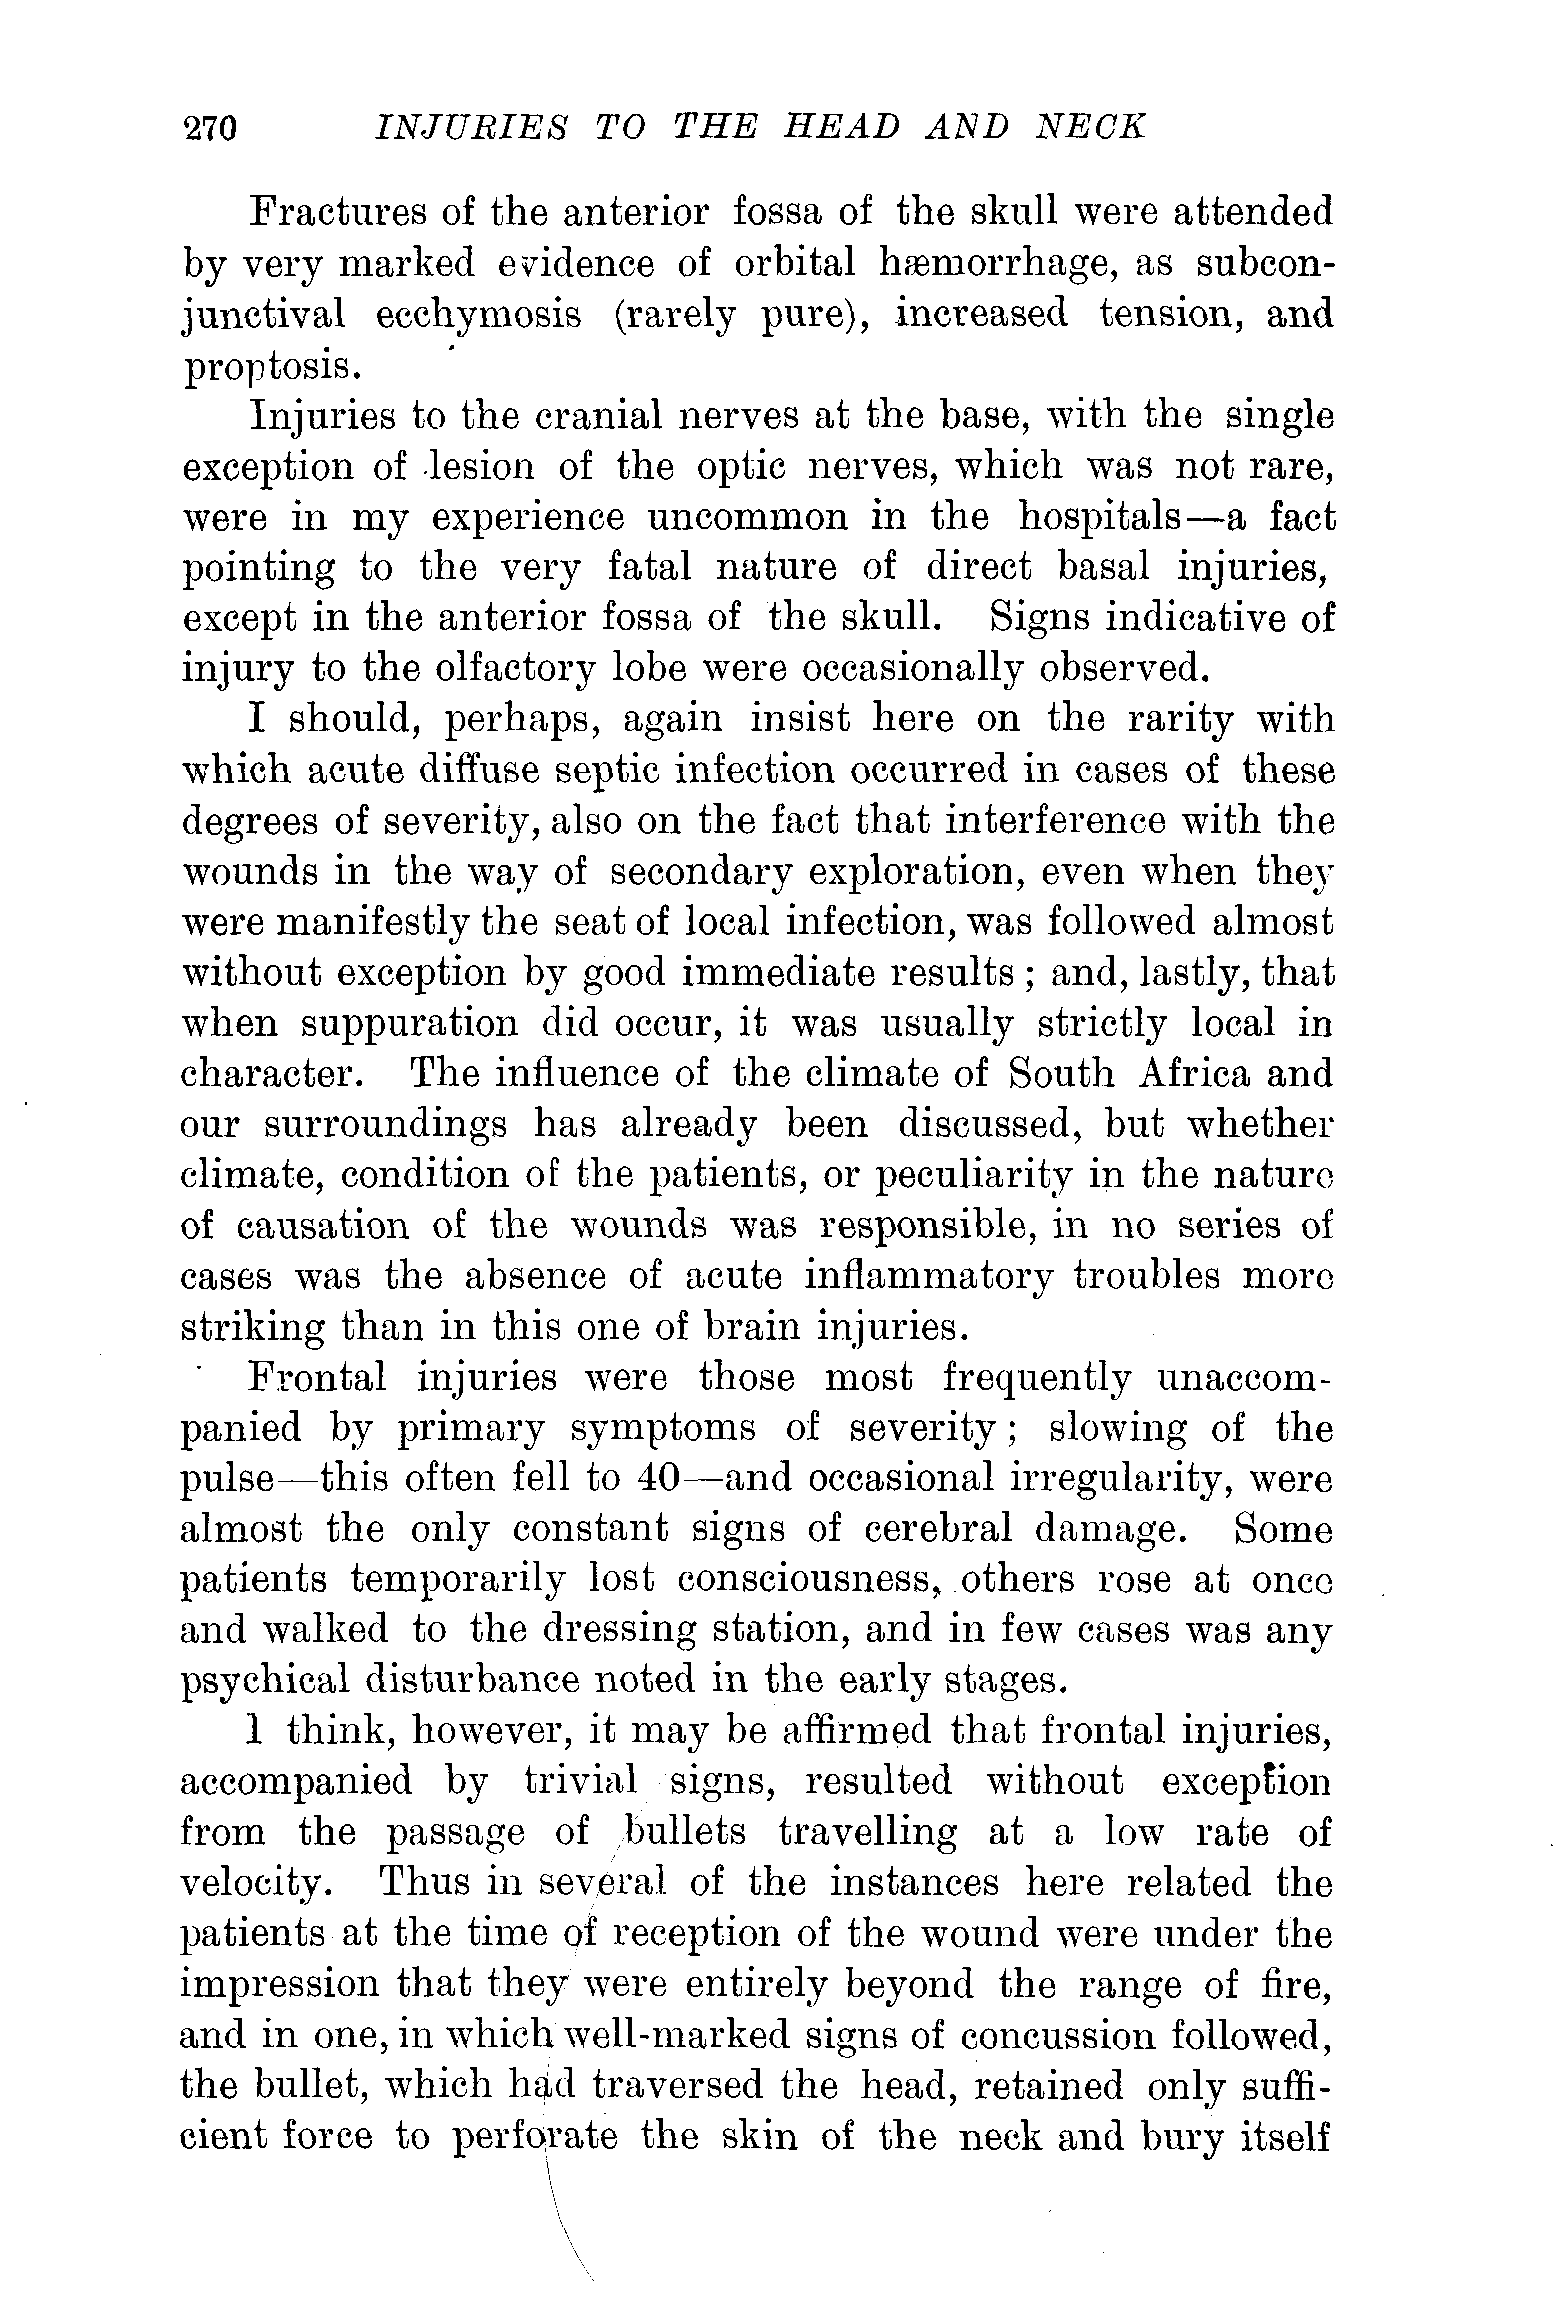 270 INJURIES TO THE HEAD AND NECK
Fractures of the anterior fossa of the skull were attended
by very marked evidence of orbital hæmorrhage, as subcon-
junctival ecchymosis (rarely pure), increased tension, and
proptosis.
Injuries to the cranial nerves at the base, with the single
exception of lesion of the optic nerves, which was not rare,
were in my experience uncommon in the hospitals—a fact
pointing to the very fatal nature of direct basal injuries,
except in the anterior fossa of the skull. Signs indicative of
injury to the olfactory lobe were occasionally observed.
I should, perhaps, again insist here on the rarity with
which acute diffuse septic infection occurred in cases of these
degrees of severity, also on the fact that interference with the
wounds in the way of secondary exploration, even when they
were manifestly the seat of local infection, was followed almost
without exception by good immediate results ; and, lastly, that
when suppuration did occur, it was usually strictly local in
character. The influence of the climate of South Africa and
our surroundings has already been discussed, but whether
climate, condition of the patients, or peculiarity in the nature
of causation of the wounds was responsible, in no series of
cases was the absence of acute inflammatory troubles more
striking than in this one of brain injuries.
Frontal injuries were those most frequently unaccom-
panied by primary symptoms of severity ; slowing of the
pulse—this often fell to 40—and occasional irregularity, were
almost the only constant signs of cerebral damage. Some
patients temporarily lost consciousness, others rose at once
and walked to the dressing station, and in few cases was any
psychical disturbance noted in the early stages.
I think, however, it may be affirmed that frontal injuries,
accompanied by trivial signs, resulted without exception
from the passage of bullets travelling at a low rate of
velocity. Thus in several of the instances here related the
patients at the time of reception of the wound were under the
impression that they were entirely beyond the range of fire,
and in one, in which well-marked signs of concussion followed,
the bullet, which had traversed the head, retained only suffi-
cient force to perforate the skin of the neck and bury itself